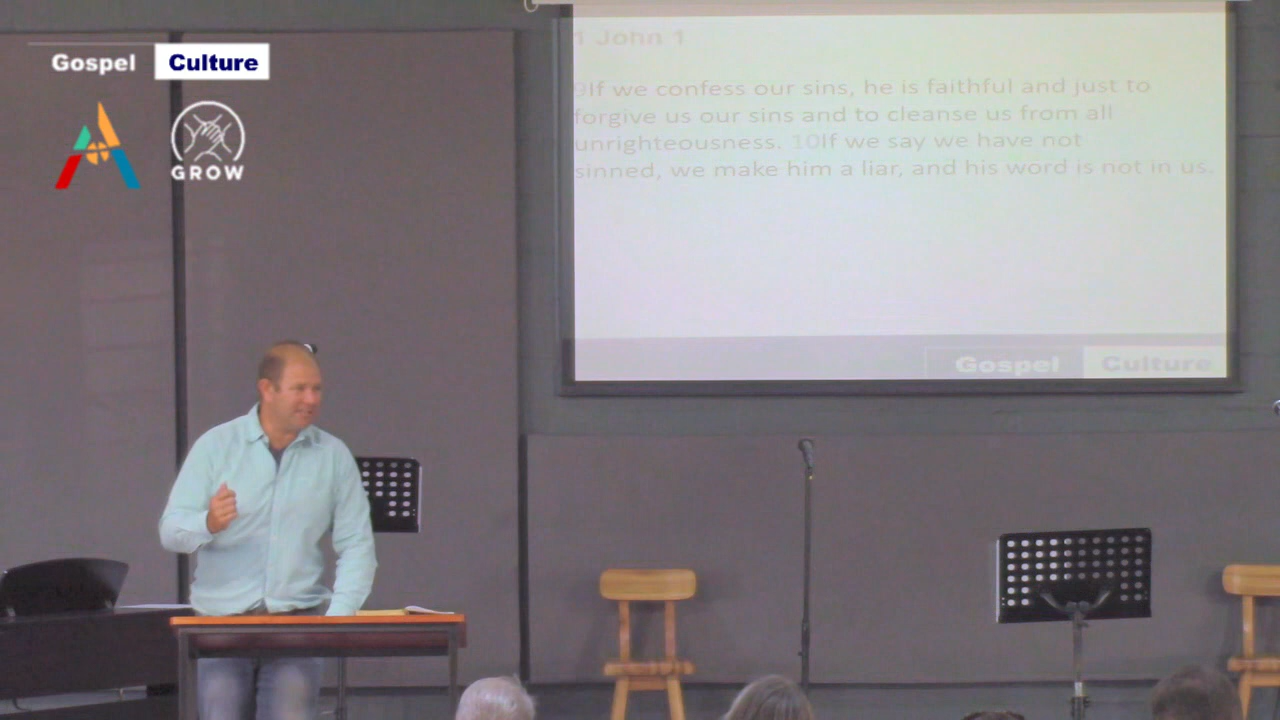 Gospel Culture
GROW
1 John 1
9If we confess our sins, he is faithful and just to
forgive us our sins and to cleanse us from all
unrighteousness. 10If we say we have not
sinned, we make him a liar, and his word is not in us.
Gospel Culture